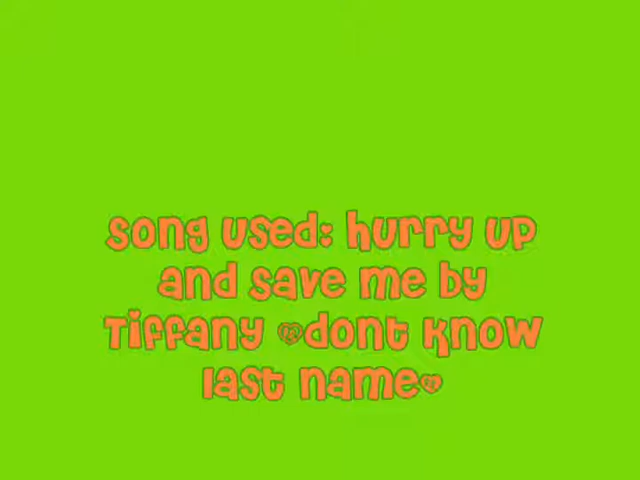 song used: hurry up
and save me by
Tiffany dont know
last name